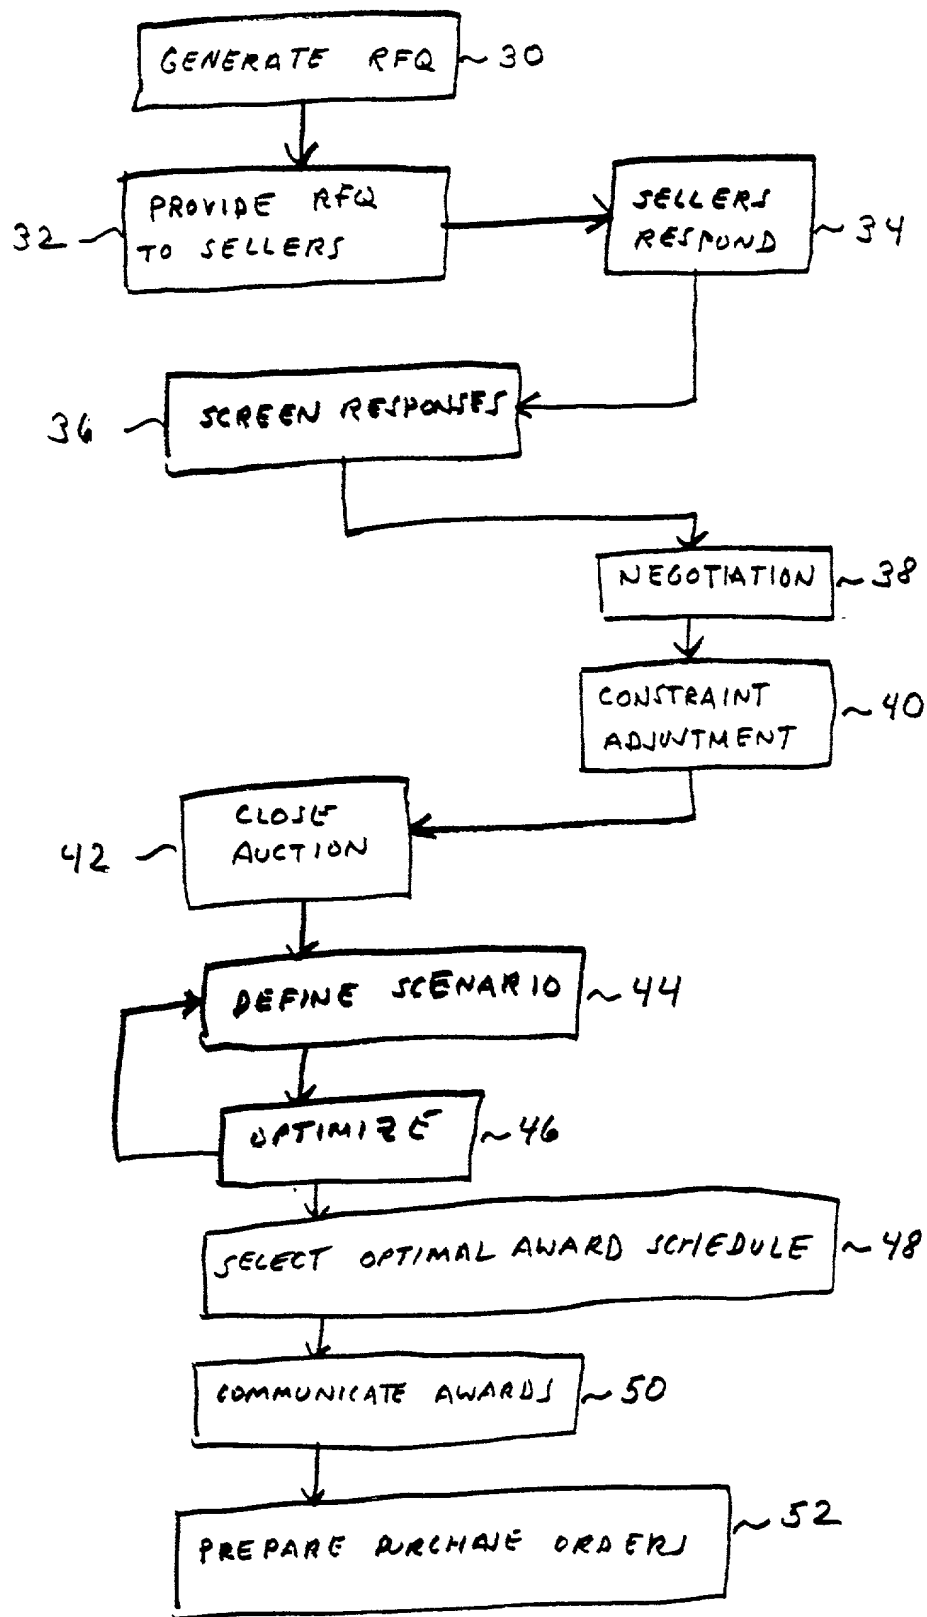 GENERATE RFQ
30
PROVIDE RFQ
TO SELLERS
32
SELLERS
RESPOND
34
SCREEN RESPONSES
36
NEGOTIATION
38
CONSTRAINT
ADJUSTMENT
40
CLOSE
AUCTION
42
DEFINE SCENARIO
44
OPTIMIZE
46
SELECT OPTIMAL AWARD SCHEDULE
48
COMMUNICATE AWARDS
50
PREPARE PURCHASE ORDERS
52